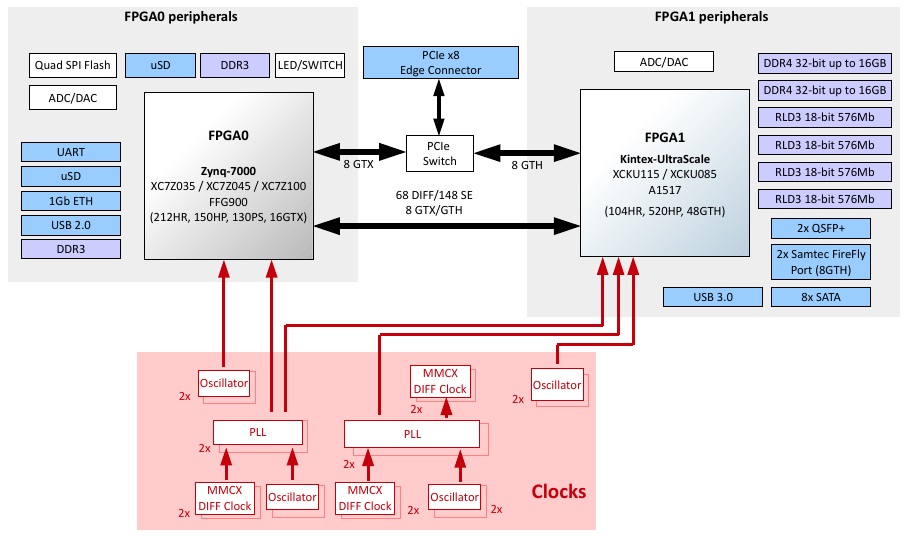 FPGA0 peripherals
Quad SPI Flash
uSD
DDR3
LED/SWITCH
ADC/DAC
UART
uSD
1Gb ETH
USB 2.0
DDR3
FPGA0
Zynq-7000
XC7Z035 / XC7Z045 / XC7Z100
FFG900
(212HR, 150HP, 130PS, 16GTX)
PCIe x8
Edge Connector
PCIe
Switch
8 GTX
8 GTH
68 DIFF/148 SE
8 GTX/GTH
FPGA1 peripherals
ADC/DAC
FPGA1
Kintex-UltraScale
XCKU115 / XCKU085
A1517
(104HR, 520HP, 48GTH)
DDR4 32-bit up to 16GB
DDR4 32-bit up to 16GB
RLD3 18-bit 576Mb
RLD3 18-bit 576Mb
RLD3 18-bit 576Mb
RLD3 18-bit 576Mb
2x QSFP+
2x Samtec FireFly
Port (8GTH)
USB 3.0
8x SATA
Oscillator
2x
MMCX
DIFF Clock
2x
Oscillator
2x
PLL
2x
PLL
2x
MMCX
DIFF Clock
2x
Oscillator
MMCX
DIFF Clock
2x
Oscillator
2x
Clocks